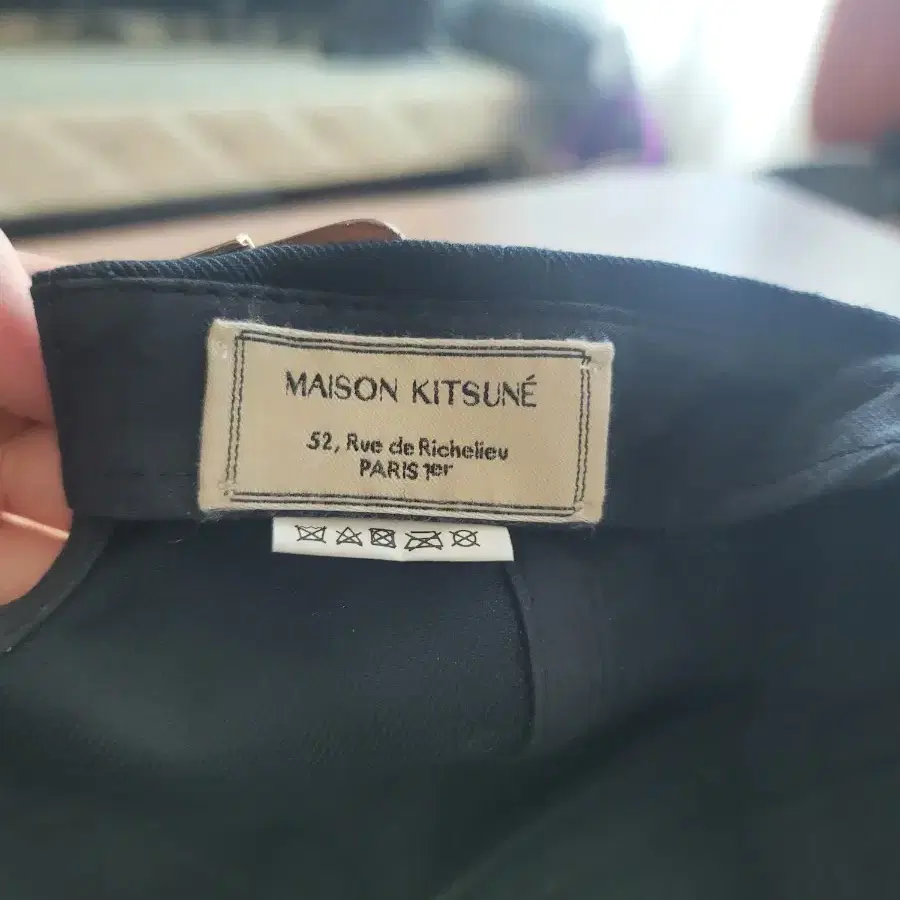 MAISON KITSUNÉ
52, Rue de Richelieu
PARIS 1er